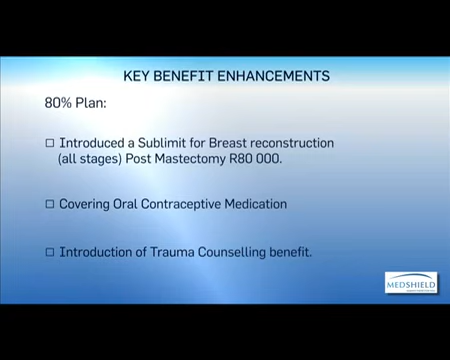 KEY BENEFIT ENHANCEMENTS
80% Plan:
□ Introduced a Sublimit for Breast reconstruction
(all stages) Post Mastectomy R80 000.
□ Covering Oral Contraceptive Medication
□ Introduction of Trauma Counselling benefit.
MEDSHIELD